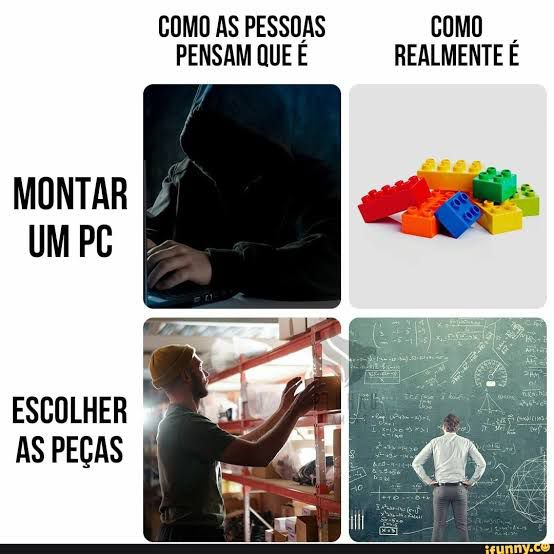 COMO AS PESSOAS
PENSAM QUE É
COMO
REALMENTE É
MONTAR
UM PC
ESCOLHER
AS PEÇAS
ifunny.co